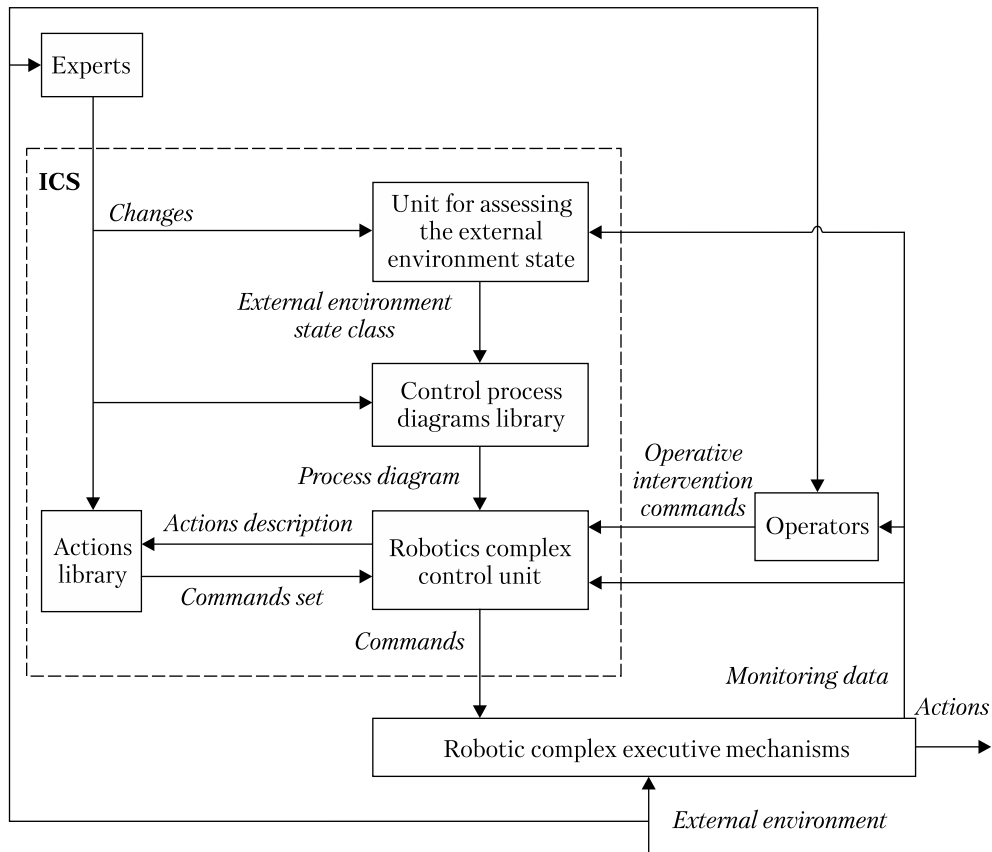 Experts
ICS
Changes
Unit for assessing
the external
environment state
External environment
state class
Control process
diagrams library
Process diagram
Operative
intervention
commands
Operators
Actions description
Actions
library
Robotics complex
control unit
Commands set
Commands
Monitoring data
Actions
Robotic complex executive mechanisms
External environment